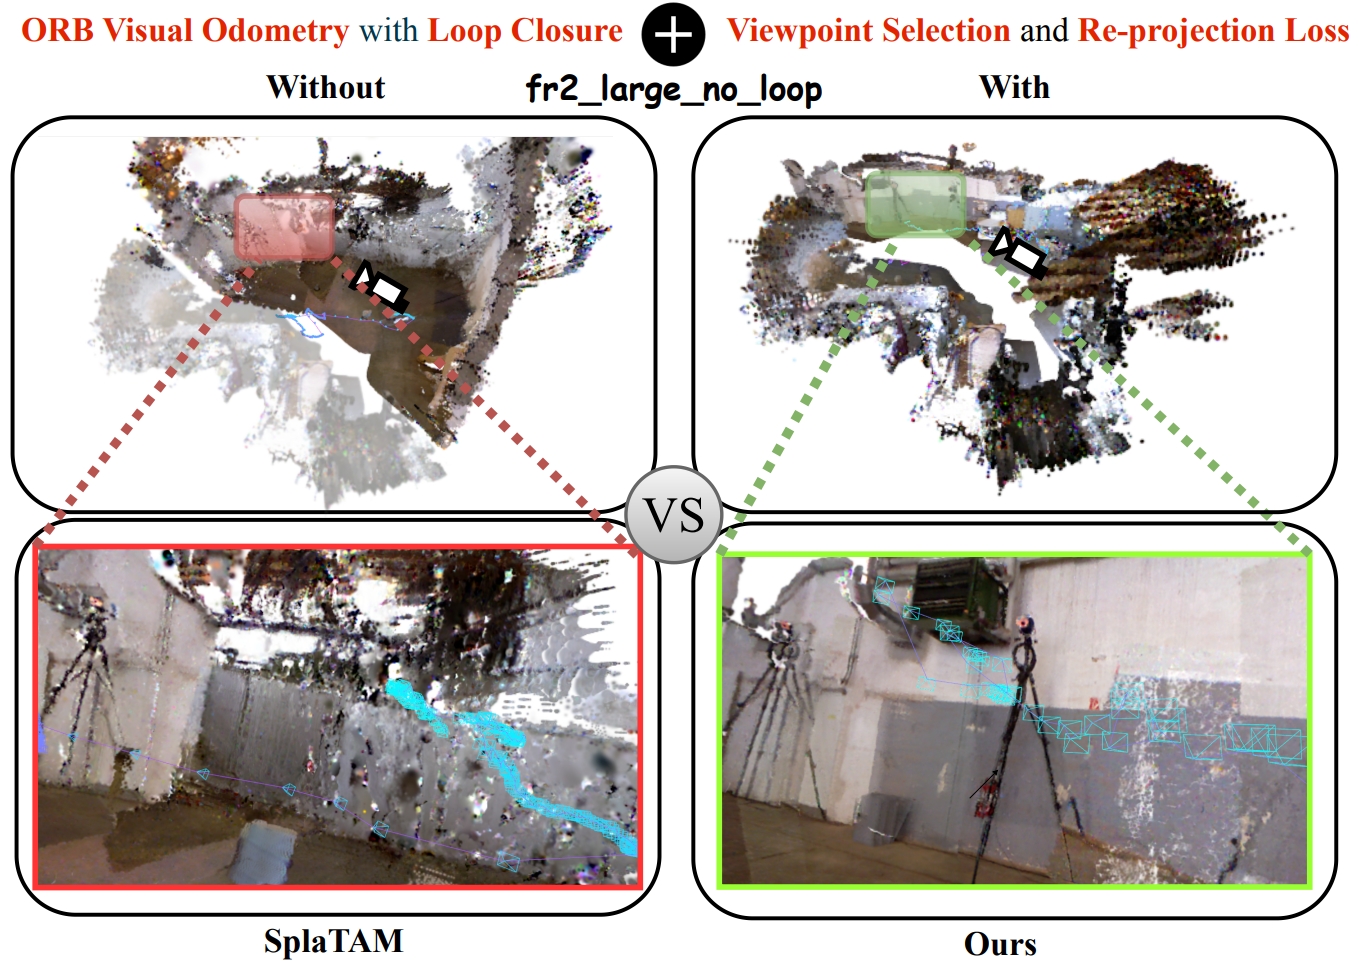 ORB Visual Odometry with Loop Closure + Viewpoint Selection and Re-projection Loss
Without fr2_large_no_loop With
VS
SplaTAM Ours